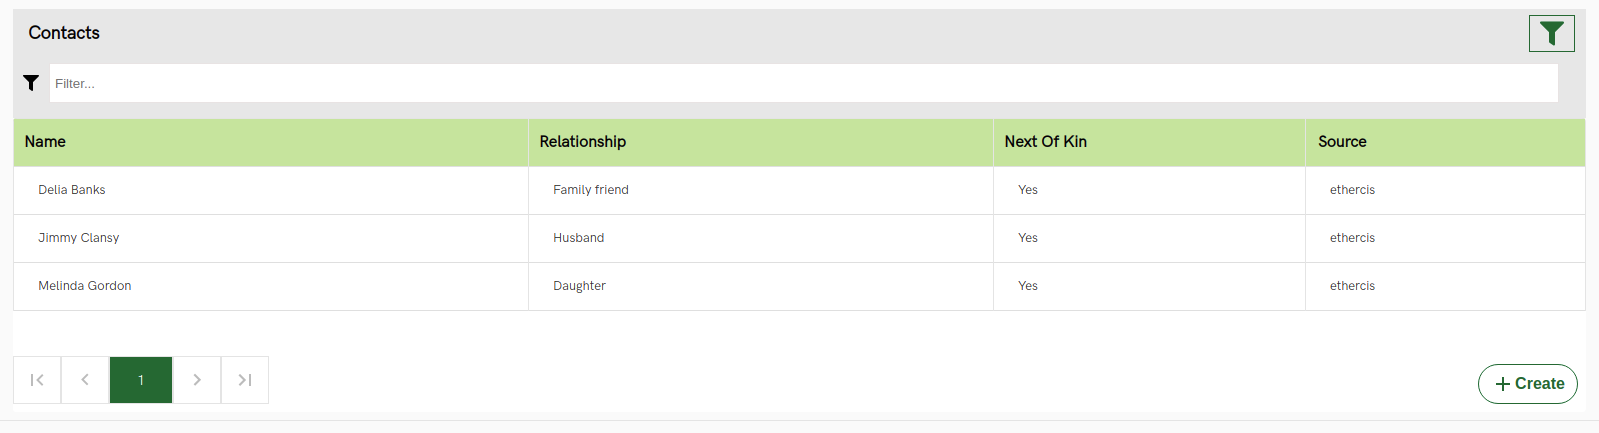 Contacts
Filter...
Name Relationship Next Of Kin Source
Delia Banks Family friend Yes ethercis
Jimmy Clansy Husband Yes ethercis
Melinda Gordon Daughter Yes ethercis
1
Create